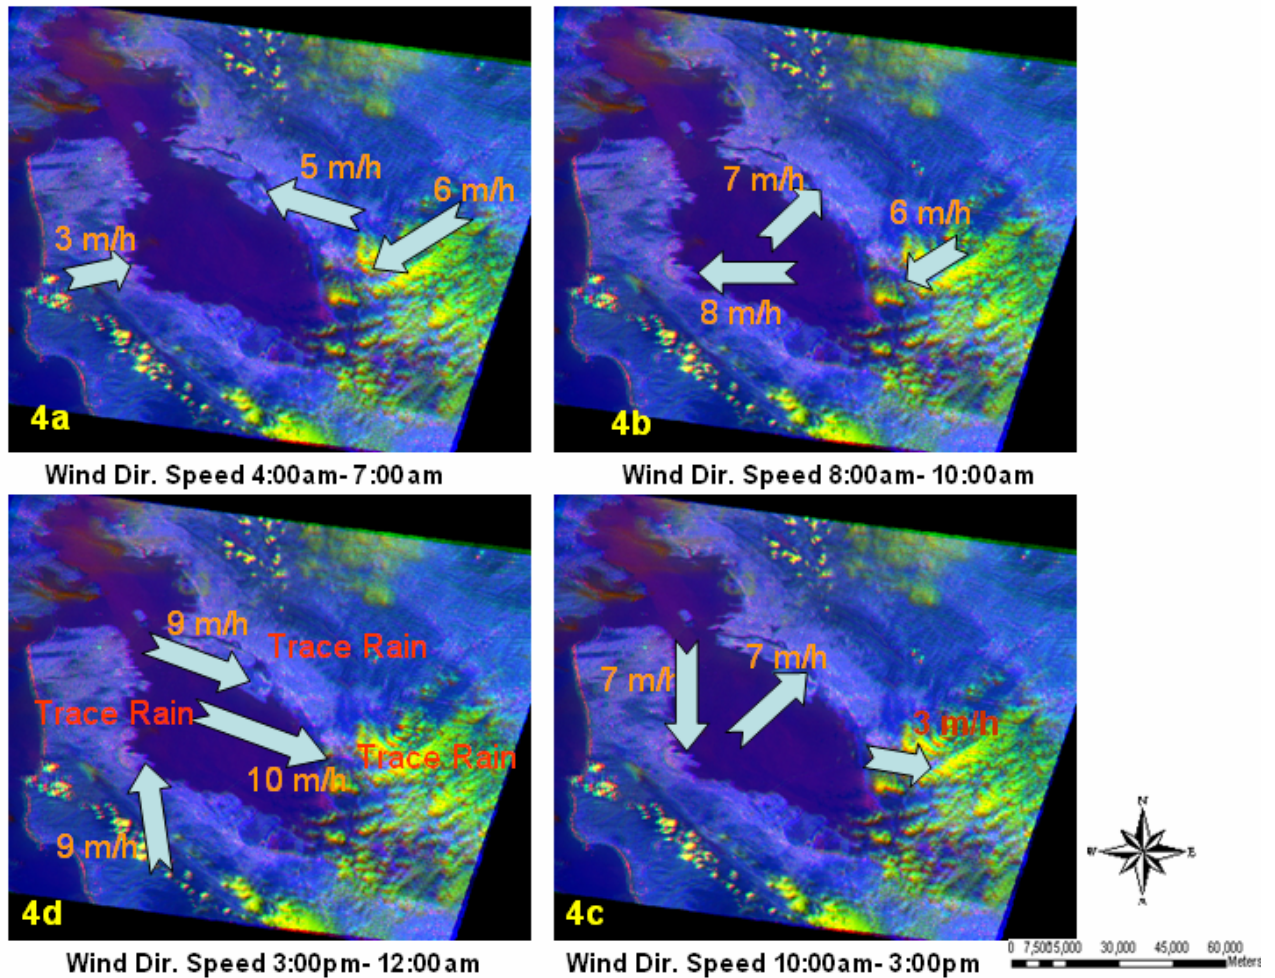 5 m/h
6 m/h
3 m/h
4a
Wind Dir. Speed 4:00am- 7:00am
7 m/h
6 m/h
8 m/h
4b
Wind Dir. Speed 8:00am- 10:00am
9 m/h
Trace Rain
Trace Rain
Trace Rain
10 m/h
9 m/h
4d
Wind Dir. Speed 3:00pm- 12:00am
7 m/h
7 m/h
3 m/h
4c
Wind Dir. Speed 10:00am- 3:00pm
N
W E
0 7,50015,000 30,000 45,000 60,000
Meters